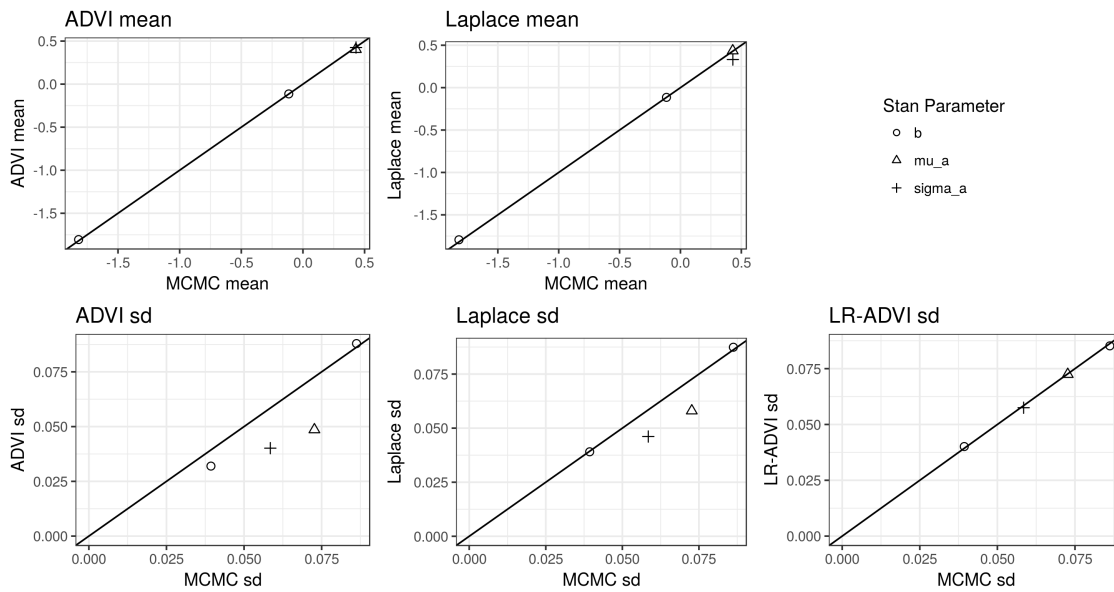 ADVI mean
Laplace mean
0.5
0.0
-0.5
-1.0
-1.5
ADVI mean
-1.5 -1.0 -0.5 0.0 0.5
MCMC mean
0.5
0.0
-0.5
-1.0
-1.5
Laplace mean
-1.5 -1.0 -0.5 0.0 0.5
MCMC mean
Stan Parameter
b
mu_a
sigma_a
ADVI sd
Laplace sd
LR-ADVI sd
0.075
0.050
0.025
0.000
ADVI sd
0.000 0.025 0.050 0.075
MCMC sd
0.075
0.050
0.025
0.000
Laplace sd
0.000 0.025 0.050 0.075
MCMC sd
0.075
0.050
0.025
0.000
LR-ADVI sd
0.000 0.025 0.050 0.075
MCMC sd